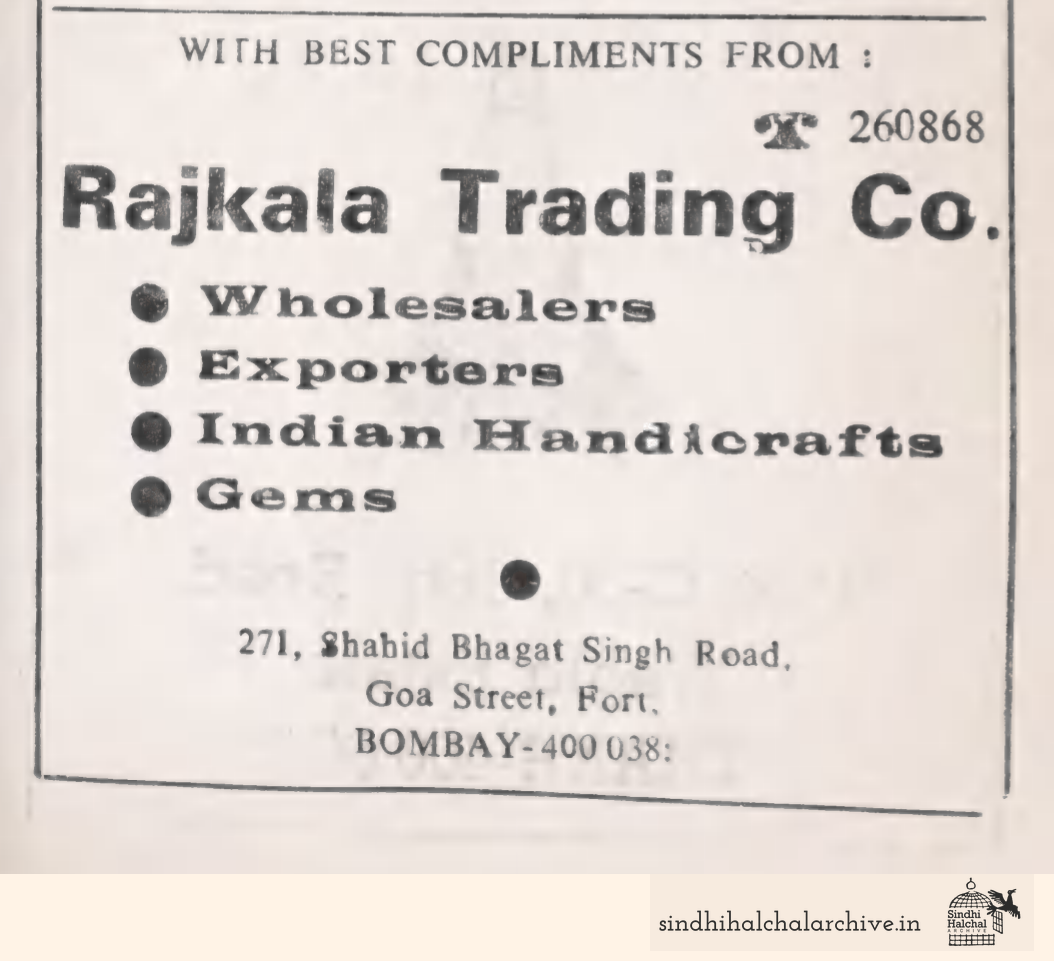 WITH BEST COMPLIMENTS FROM :
☎ 260868
Rajkala Trading Co.
● Wholesalers
● Exporters
● Indian Handicrafts
● Gems
●
271, Shahid Bhagat Singh Road,
Goa Street, Fort.
BOMBAY-400 038:
sindhihalchalarchive.in
Sindhi
Halchal
ARCHIVE